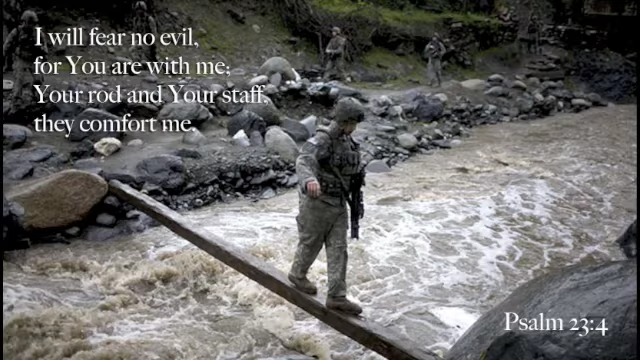 I will fear no evil,
for You are with me;
Your rod and Your staff,
they comfort me.
Psalm 23:4